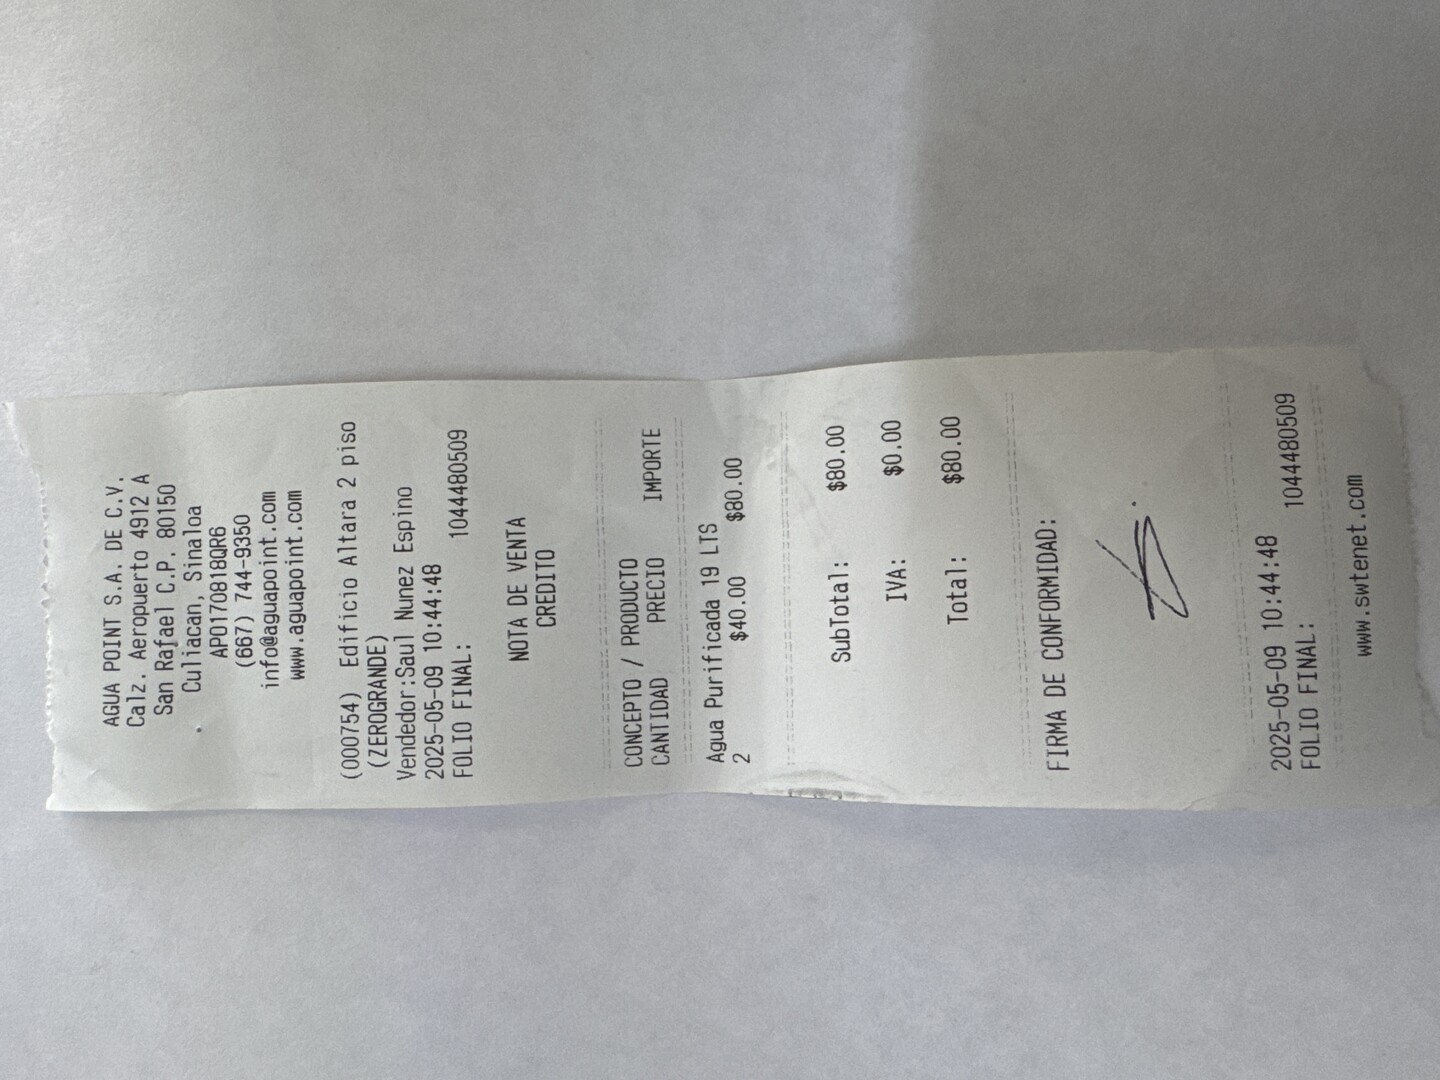 AGUA POINT S.A. DE C.V.
Calz. Aeropuerto 4912 A
San Rafael C.P. 80150
Culiacan, Sinaloa
APO170818QR6
(667) 744-9350
info@aguapoint.com
www.aguapoint.com
(000754) Edificio Altara 2 piso
(ZEROGRANDE)
Vendedor:Saul Nunez Espino
2025-05-09 10:44:48
FOLIO FINAL: 1044480509
NOTA DE VENTA
CREDITO
CONCEPTO / PRODUCTO
CANTIDAD PRECIO IMPORTE
Agua Purificada 19 LTS
2 $40.00 $80.00
SubTotal: $80.00
IVA: $0.00
Total: $80.00
FIRMA DE CONFORMIDAD:
2025-05-09 10:44:48
FOLIO FINAL: 1044480509
www.swtenet.com